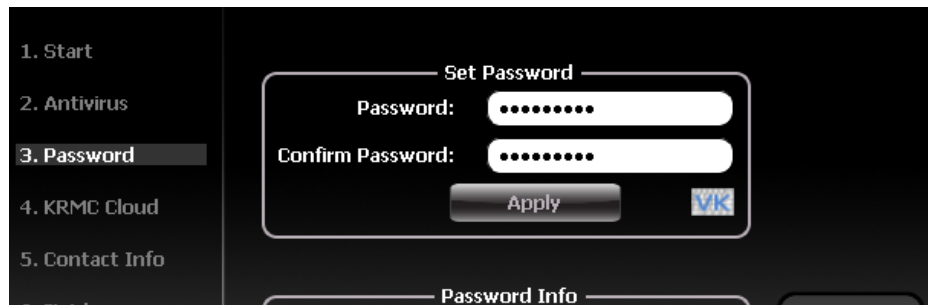 1. Start
Set Password
2. Antivirus
Password:
3. Password
Confirm Password:
4. KRMC Cloud
Apply
VK
5. Contact Info
Password Info